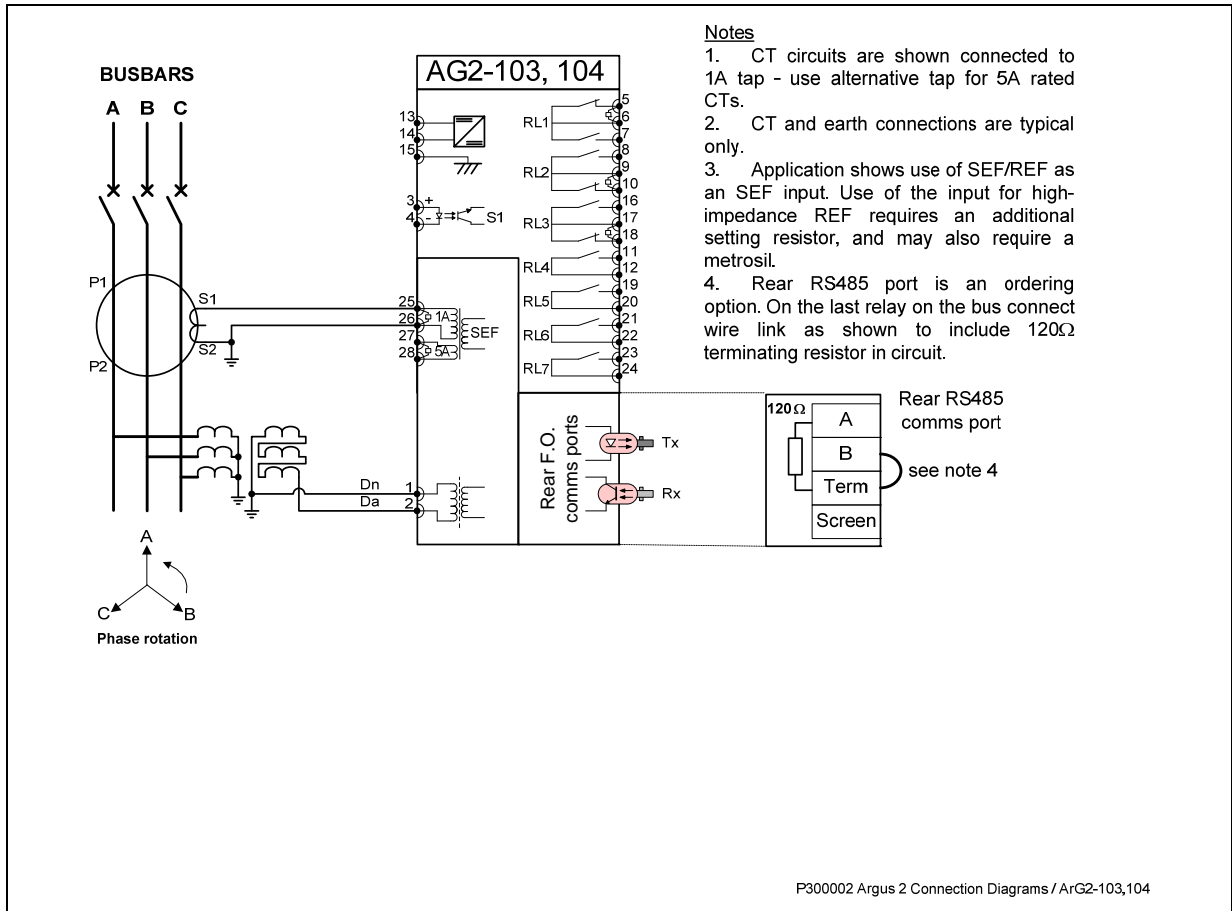 BUSBARS
A B C
P1
P2
S1
S2
Dn
Da
A
C
B
Phase rotation
AG2-103, 104
13
14
15
3 +
4 -
S1
25
26
27
28
1A
5A
SEF
1
2
RL1
RL2
RL3
RL4
RL5
RL6
RL7
5
6
7
8
9
10
16
17
18
11
12
19
20
21
22
23
24
Rear F.O.
comms ports
Tx
Rx
Notes
1. CT circuits are shown connected to
1A tap - use alternative tap for 5A rated
CTs.
2. CT and earth connections are typical
only.
3. Application shows use of SEF/REF as
an SEF input. Use of the input for high-
impedance REF requires an additional
setting resistor, and may also require a
metrosil.
4. Rear RS485 port is an ordering
option. On the last relay on the bus connect
wire link as shown to include 120Ω
terminating resistor in circuit.
120Ω
A
B
Term
Screen
Rear RS485
comms port
see note 4
P300002 Argus 2 Connection Diagrams / ArG2-103,104